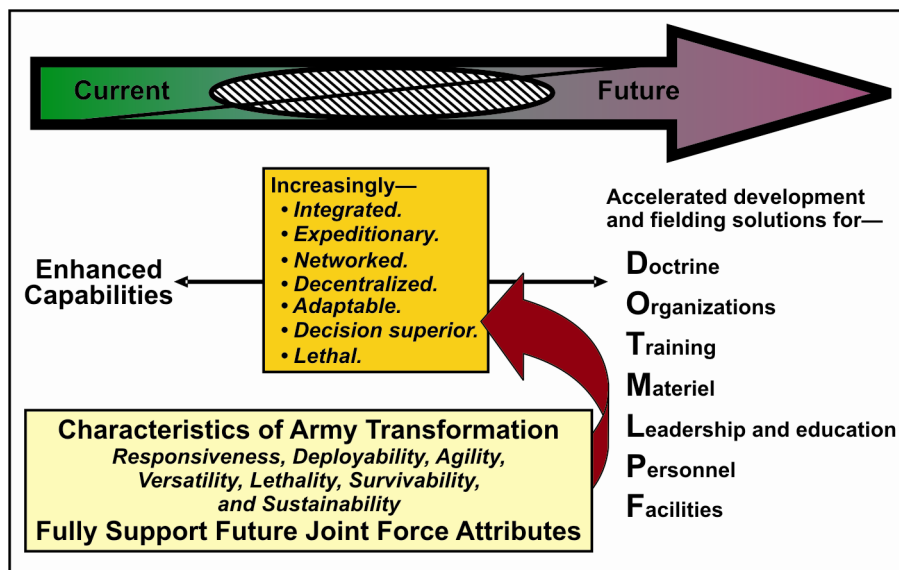 Current
Future
Increasingly—
• Integrated.
• Expeditionary.
• Networked.
• Decentralized.
• Adaptable.
• Decision superior.
• Lethal.
Enhanced
Capabilities
Accelerated development
and fielding solutions for—
Doctrine
Organizations
Training
Materiel
Leadership and education
Personnel
Facilities
Characteristics of Army Transformation
Responsiveness, Deployability, Agility,
Versatility, Lethality, Survivability,
and Sustainability
Fully Support Future Joint Force Attributes